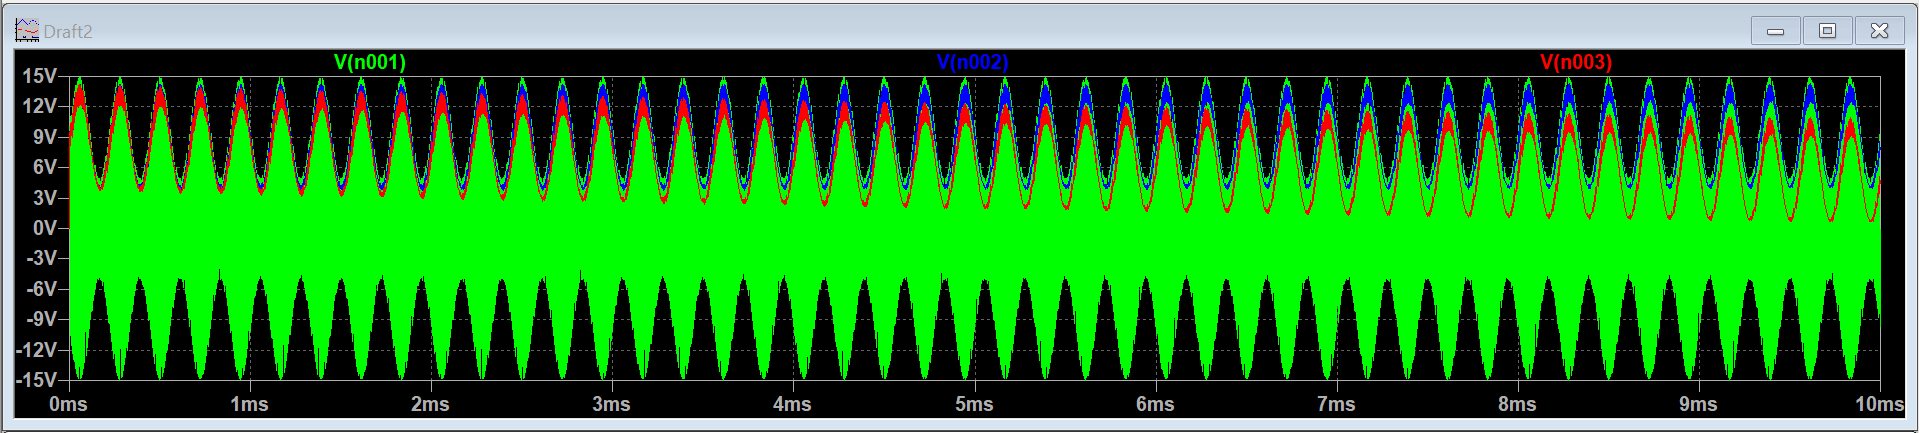 Draft2
V(n001) V(n002) V(n003)
15V
12V
9V
6V
3V
0V
-3V
-6V
-9V
-12V
-15V
0ms 1ms 2ms 3ms 4ms 5ms 6ms 7ms 8ms 9ms 10ms